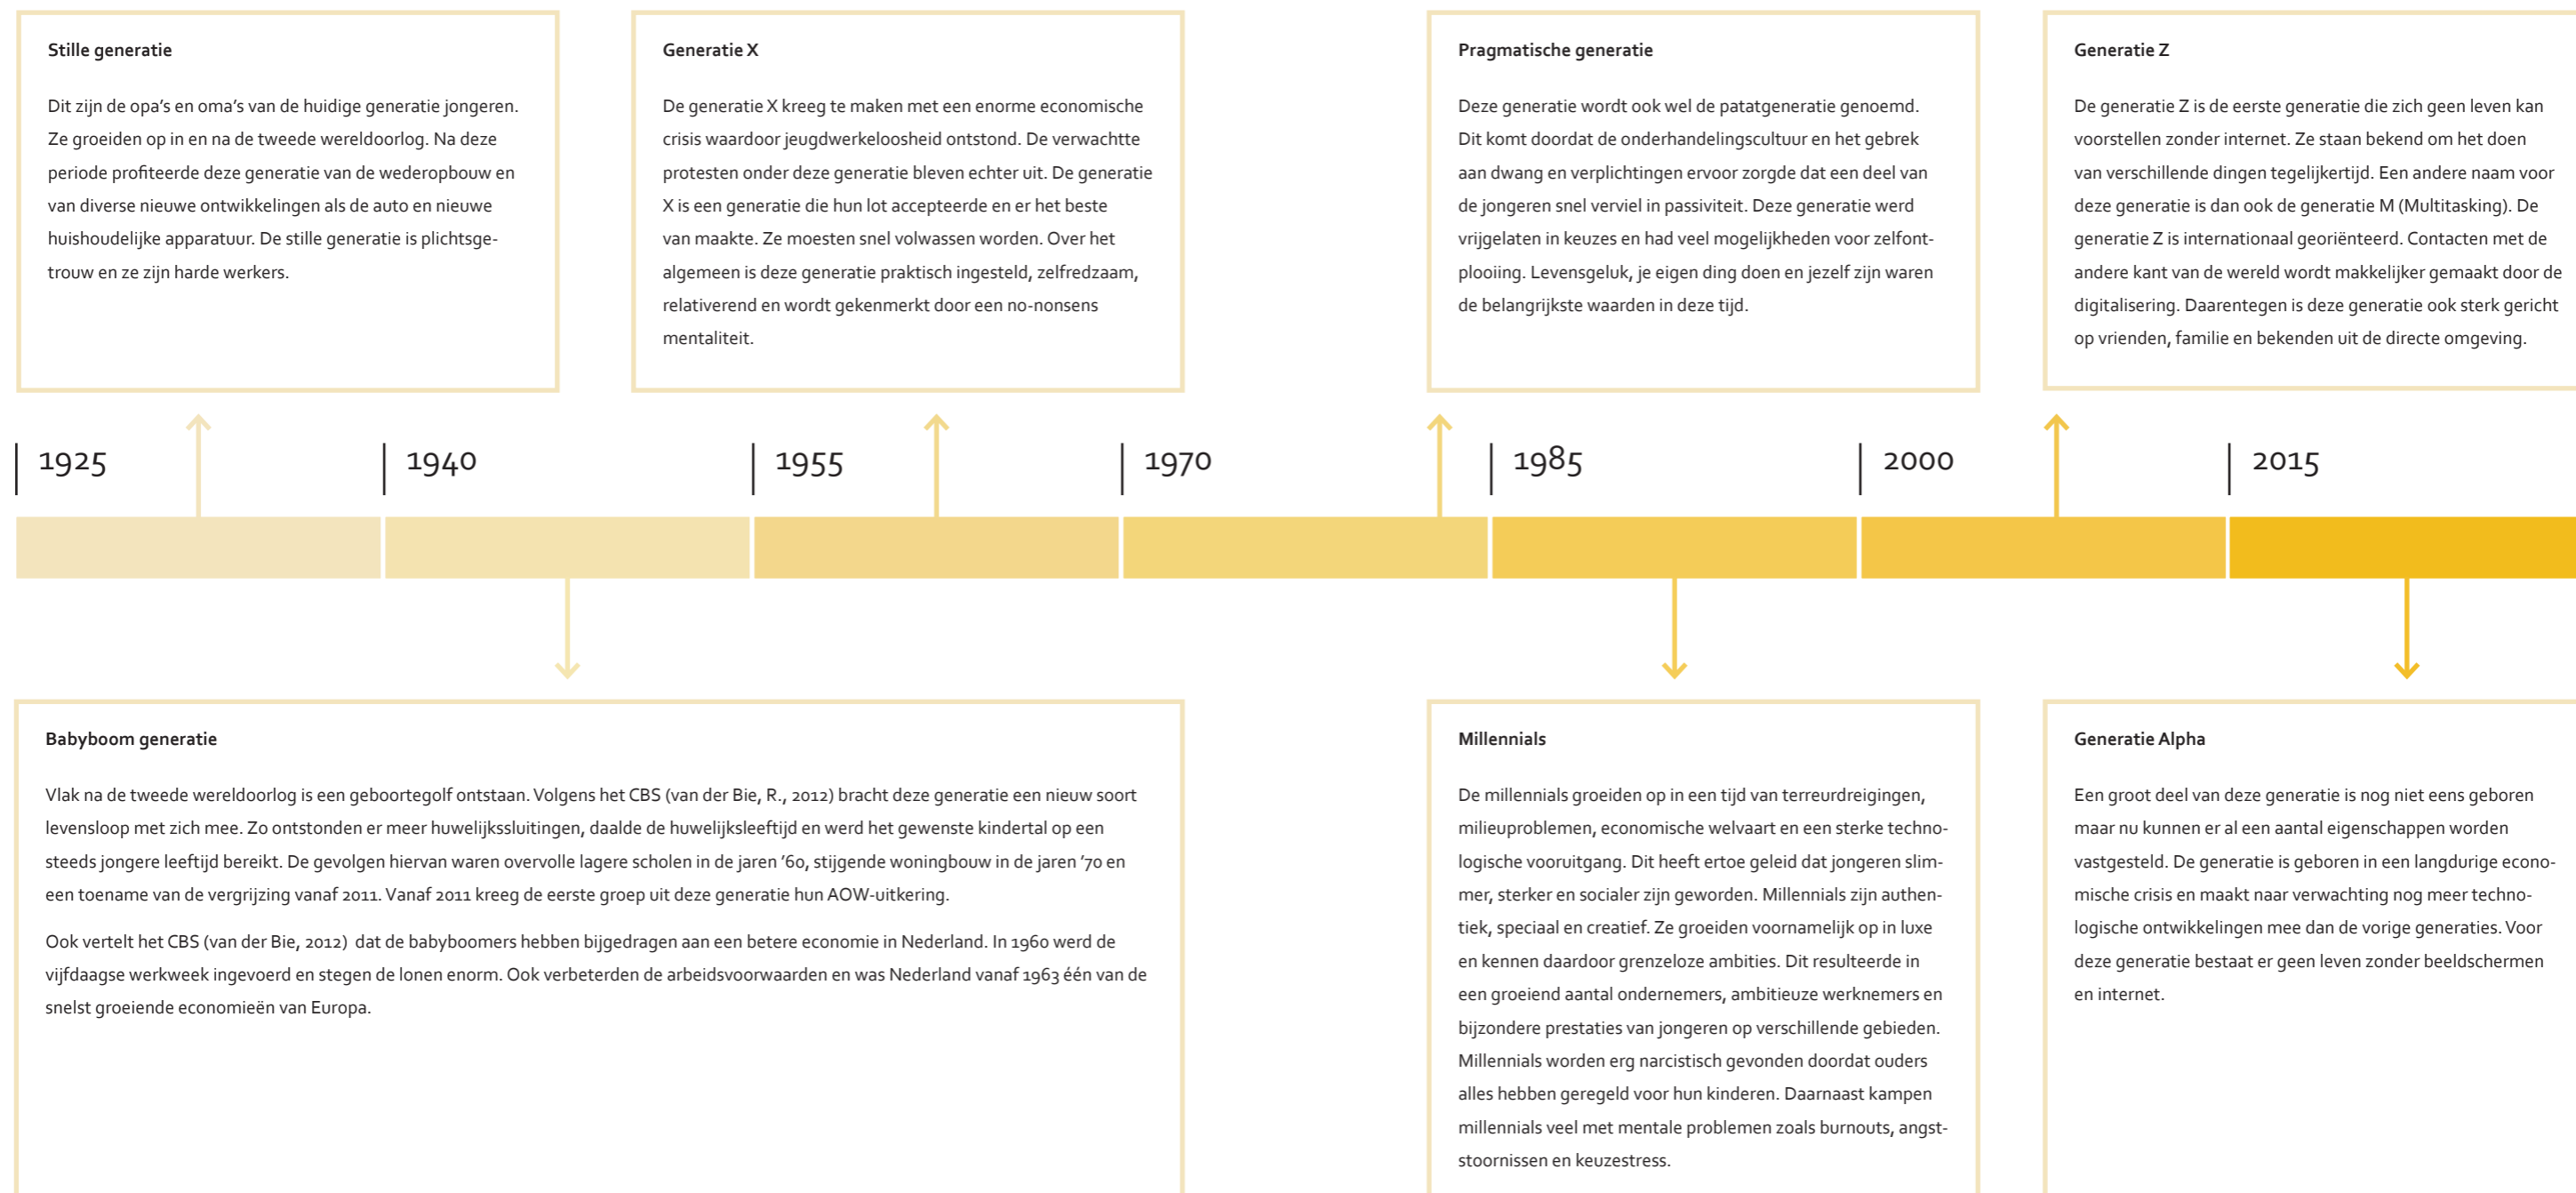 Stille generatie
Dit zijn de opa's en oma's van de huidige generatie jongeren.
Ze groeiden op in en na de tweede wereldoorlog. Na deze
periode profiteerde deze generatie van de wederopbouw en
van diverse nieuwe ontwikkelingen als de auto en nieuwe
huishoudelijke apparatuur. De stille generatie is plichtsge-
trouw en ze zijn harde werkers.
Generatie X
De generatie X kreeg te maken met een enorme economische
crisis waardoor jeugdwerkeloosheid ontstond. De verwachtte
protesten onder deze generatie bleven echter uit. De generatie
X is een generatie die hun lot accepteerde en er het beste
van maakte. Ze moesten snel volwassen worden. Over het
algemeen is deze generatie praktisch ingesteld, zelfredzaam,
relativerend en wordt gekenmerkt door een no-nonsens
mentaliteit.
Pragmatische generatie
Deze generatie wordt ook wel de patatgeneratie genoemd.
Dit komt doordat de onderhandelingscultuur en het gebrek
aan dwang en verplichtingen ervoor zorgde dat een deel van
de jongeren snel verviel in passiviteit. Deze generatie werd
vrijgelaten in keuzes en had veel mogelijkheden voor zelfont-
plooiing. Levensgeluk, je eigen ding doen en jezelf zijn waren
de belangrijkste waarden in deze tijd.
Generatie Z
De generatie Z is de eerste generatie die zich geen leven kan
voorstellen zonder internet. Ze staan bekend om het doen
van verschillende dingen tegelijkertijd. Een andere naam voor
deze generatie is dan ook de generatie M (Multitasking). De
generatie Z is internationaal georiënteerd. Contacten met de
andere kant van de wereld wordt makkelijker gemaakt door de
digitalisering. Daarentegen is deze generatie ook sterk gericht
op vrienden, familie en bekenden uit de directe omgeving.
1925
1940
1955
1970
1985
2000
2015
Babyboom generatie
Vlak na de tweede wereldoorlog is een geboortegolf ontstaan. Volgens het CBS (van der Bie, R., 2012) bracht deze generatie een nieuw soort
levensloop met zich mee. Zo ontstonden er meer huwelijkssluitingen, daalde de huwelijksleeftijd en werd het gewenste kindertal op een
steeds jongere leeftijd bereikt. De gevolgen hiervan waren overvolle lagere scholen in de jaren '60, stijgende woningbouw in de jaren '70 en
een toename van de vergrijzing vanaf 2011. Vanaf 2011 kreeg de eerste groep uit deze generatie hun AOW-uitkering.
Ook vertelt het CBS (van der Bie, 2012) dat de babyboomers hebben bijgedragen aan een betere economie in Nederland. In 1960 werd de
vijfdaagse werkweek ingevoerd en stegen de lonen enorm. Ook verbeterden de arbeidsvoorwaarden en was Nederland vanaf 1963 één van de
snelst groeiende economieën van Europa.
Millennials
De millennials groeiden op in een tijd van terreurdreigingen,
milieuproblemen, economische welvaart en een sterke techno-
logische vooruitgang. Dit heeft ertoe geleid dat jongeren slim-
mer, sterker en socialer zijn geworden. Millennials zijn authen-
tiek, speciaal en creatief. Ze groeiden voornamelijk op in luxe
en kennen daardoor grenzeloze ambities. Dit resulteerde in
een groeiend aantal ondernemers, ambitieuze werknemers en
bijzondere prestaties van jongeren op verschillende gebieden.
Millennials worden erg narcistisch gevonden doordat ouders
alles hebben geregeld voor hun kinderen. Daarnaast kampen
millennials veel met mentale problemen zoals burnouts, angst-
stoornissen en keuzestress.
Generatie Alpha
Een groot deel van deze generatie is nog niet eens geboren
maar nu kunnen er al een aantal eigenschappen worden
vastgesteld. De generatie is geboren in een langdurige econo-
mische crisis en maakt naar verwachting nog meer techno-
logische ontwikkelingen mee dan de vorige generaties. Voor
deze generatie bestaat er geen leven zonder beeldschermen
en internet.